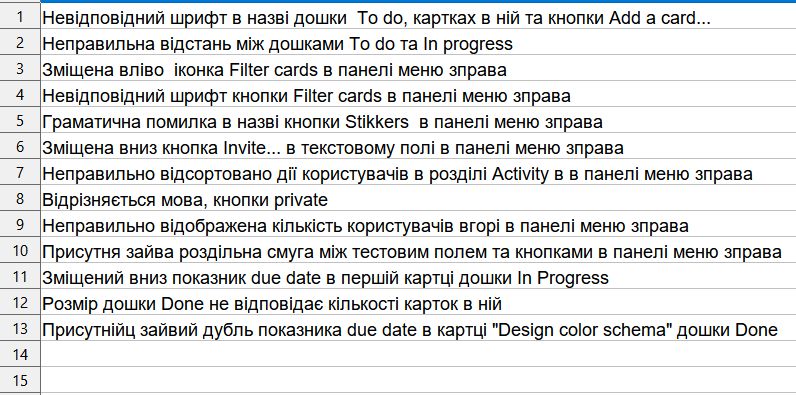 1 Невідповідний шрифт в назві дошки  To do, картках в ній та кнопки Add a card...
2 Неправильна відстань між дошками To do та In progress
3 Зміщена вліво  іконка Filter cards в панелі меню зправа
4 Невідповідний шрифт кнопки Filter cards в панелі меню зправа
5 Граматична помилка в назві кнопки Stikkers  в панелі меню зправа
6 Зміщена вниз кнопка Invite... в текстовому полі в панелі меню зправа
7 Неправильно відсортовано дії користувачів в розділі Activity в в панелі меню зправа
8 Відрізняється мова, кнопки private
9 Неправильно відображена кількість користувачів вгорі в панелі меню зправа
10 Присутня зайва роздільна смуга між тестовим полем та кнопками в панелі меню зправа
11 Зміщений вниз показник due date в першій картці дошки In Progress
12 Розмір дошки Done не відповідає кількості карток в ній
13 Присутнійц зайвий дубль показника due date в картці "Design color schema" дошки Done
14
15